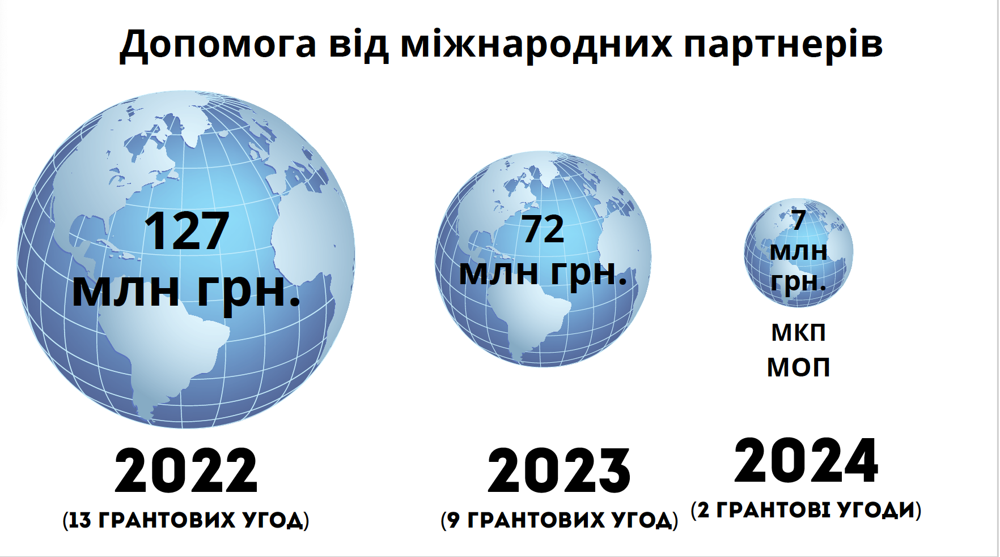 Допомога від міжнародних партнерів
127
млн грн.
2022
(13 ГРАНТОВИХ УГОД)
72
млн грн.
2023
(9 ГРАНТОВИХ УГОД)
7
млн
грн.
МКП
МОП
2024
(2 ГРАНТОВІ УГОДИ)